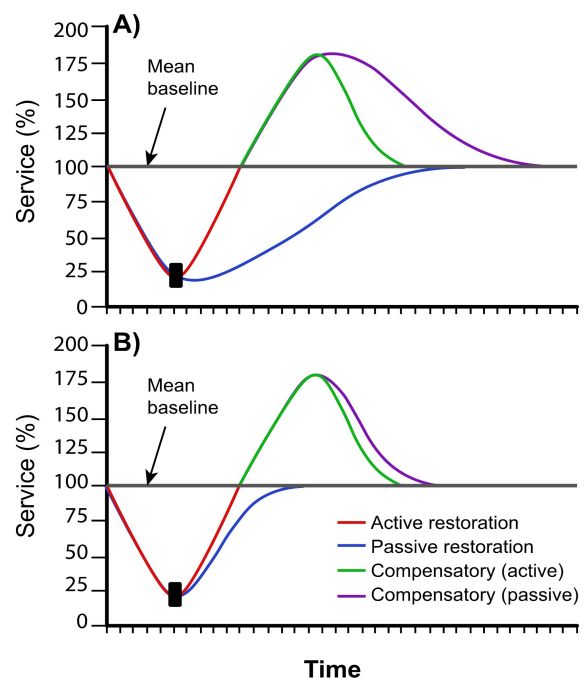 A)
200
175
150
125
100
75
50
25
0
Service (%)
Mean
baseline
B)
200
175
150
125
100
75
50
25
0
Service (%)
Mean
baseline
Active restoration
Passive restoration
Compensatory (active)
Compensatory (passive)
Time